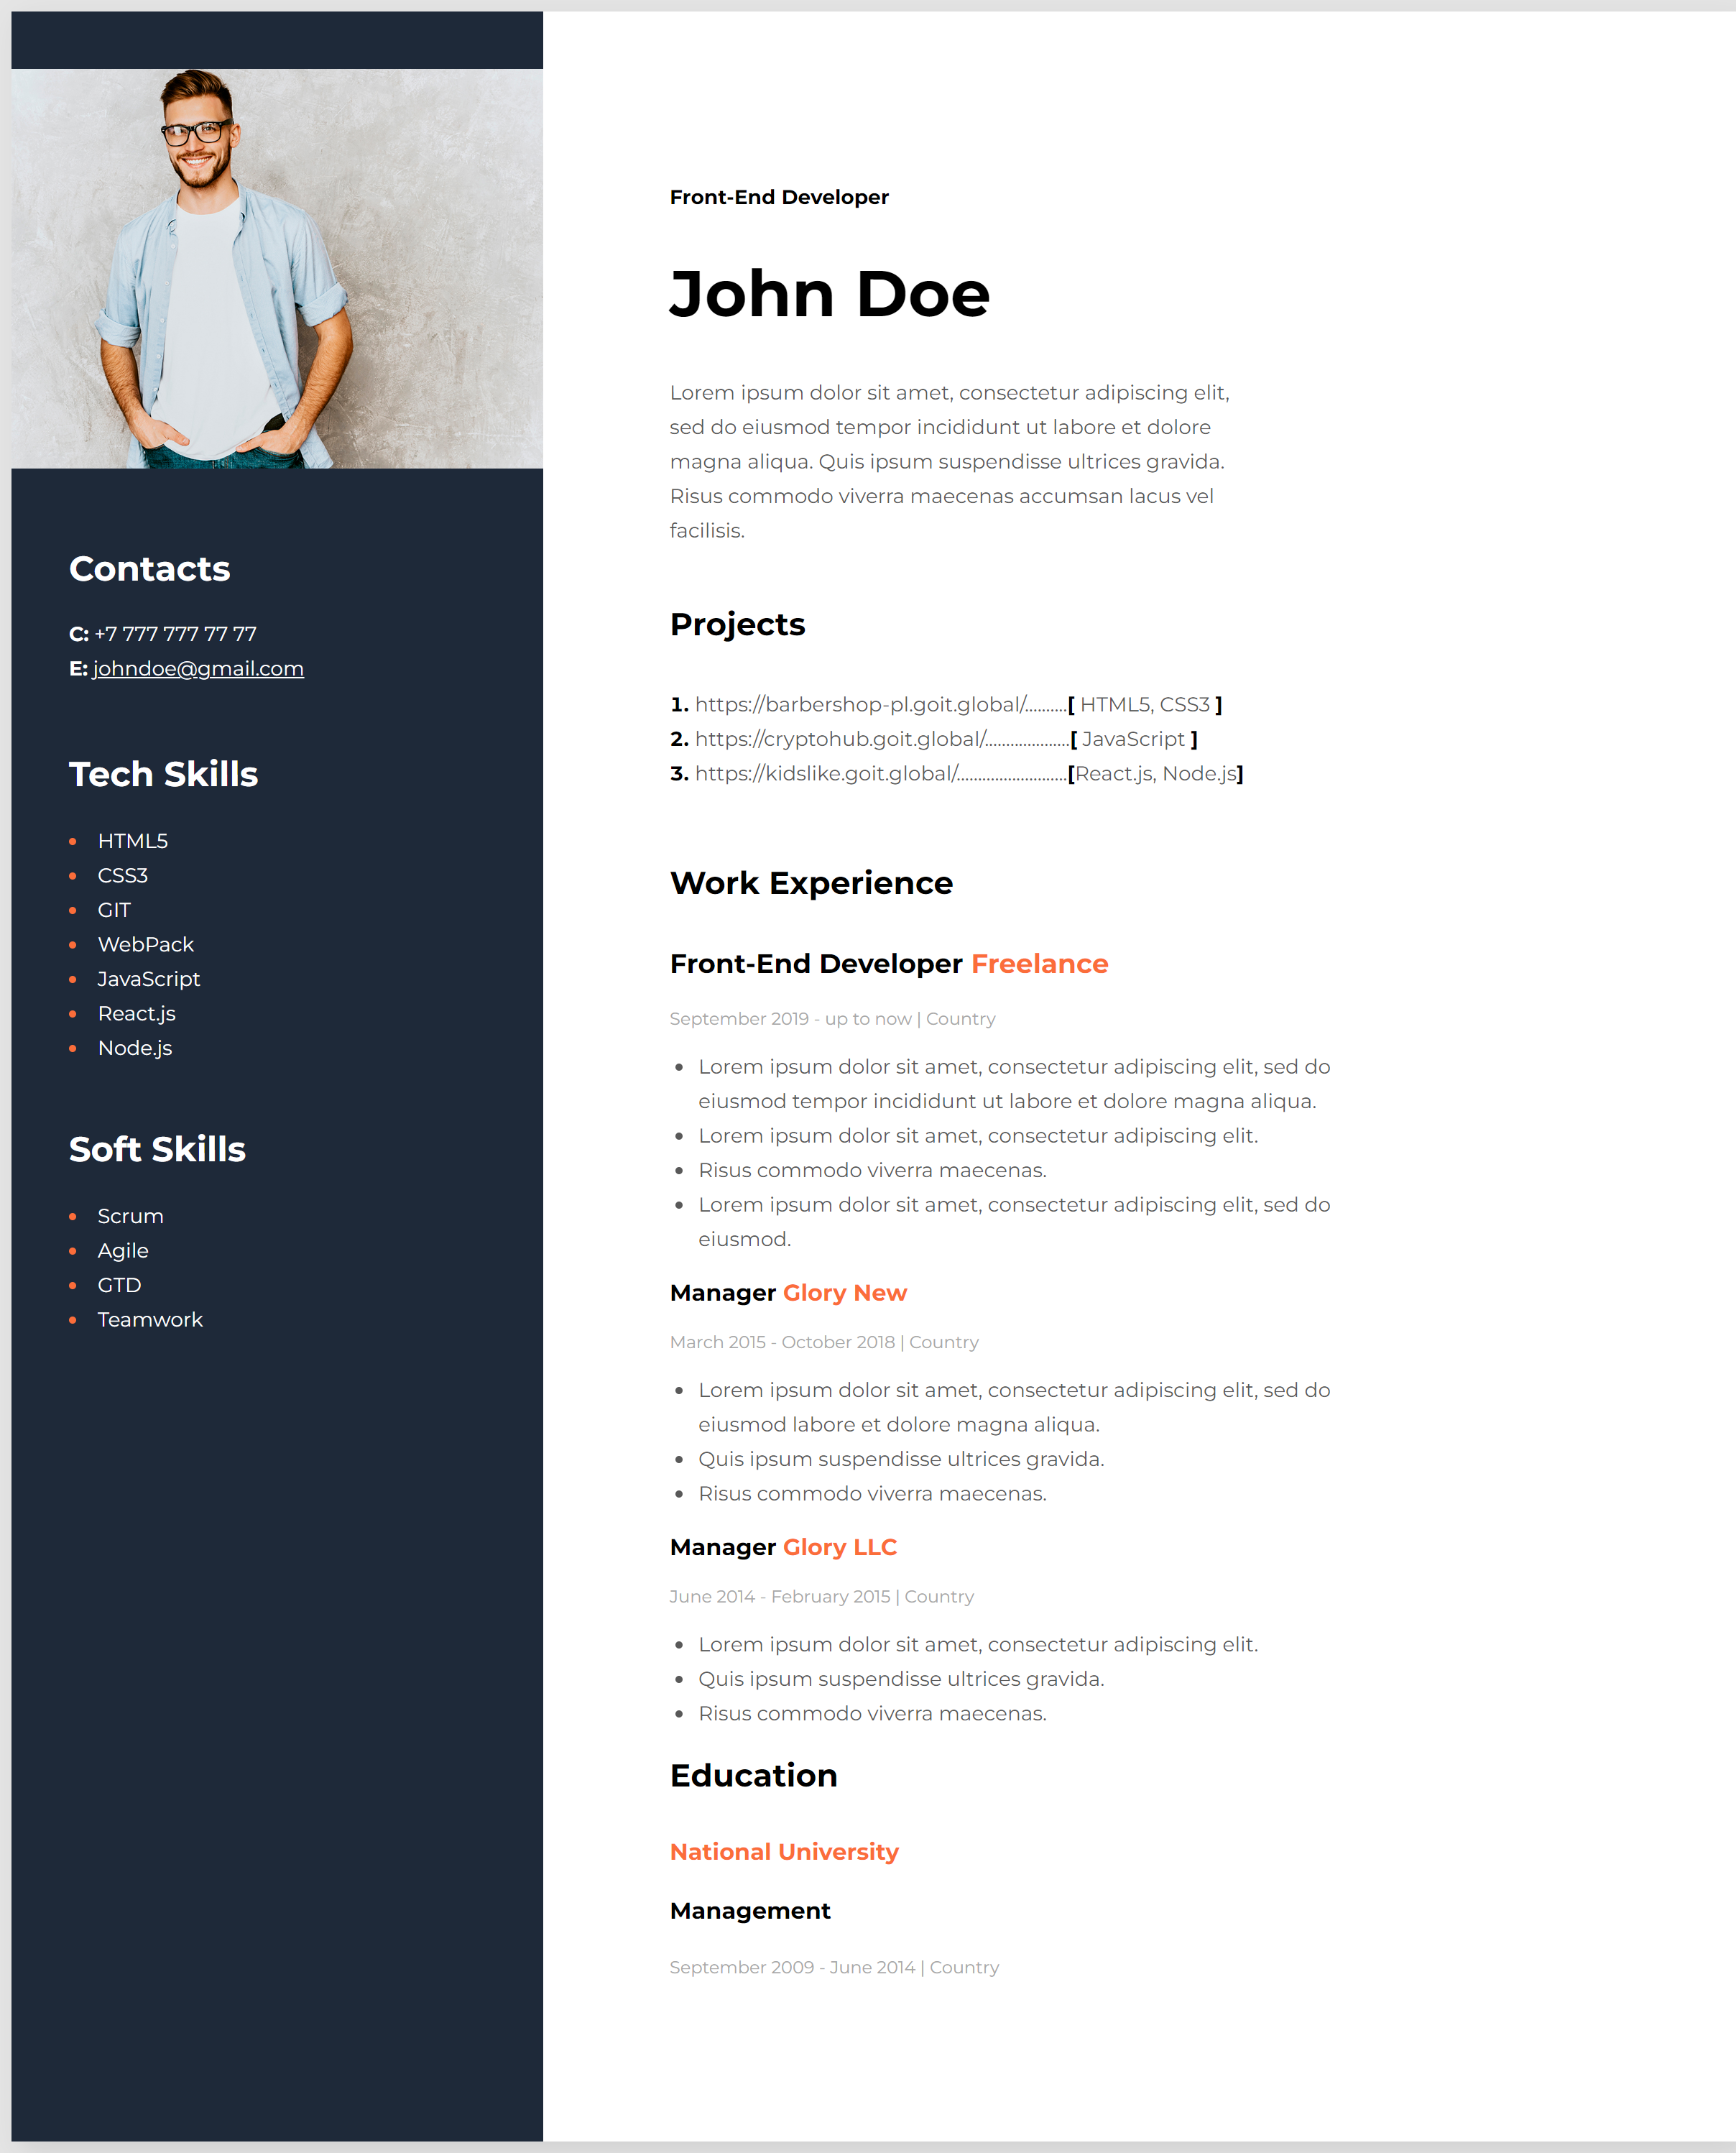 Contacts
C: +7 777 777 77 77
E: johndoe@gmail.com
Tech Skills
• HTML5
• CSS3
• GIT
• WebPack
• JavaScript
• React.js
• Node.js
Soft Skills
• Scrum
• Agile
• GTD
• Teamwork
Front-End Developer
John Doe
Lorem ipsum dolor sit amet, consectetur adipiscing elit,
sed do eiusmod tempor incididunt ut labore et dolore
magna aliqua. Quis ipsum suspendisse ultrices gravida.
Risus commodo viverra maecenas accumsan lacus vel
facilisis.
Projects
1. https://barbershop-pl.goit.global/..........[ HTML5, CSS3 ]
2. https://cryptohub.goit.global/....................[ JavaScript ]
3. https://kidslike.goit.global/..........................[React.js, Node.js]
Work Experience
Front-End Developer Freelance
September 2019 - up to now | Country
• Lorem ipsum dolor sit amet, consectetur adipiscing elit, sed do
eiusmod tempor incididunt ut labore et dolore magna aliqua.
• Lorem ipsum dolor sit amet, consectetur adipiscing elit.
• Risus commodo viverra maecenas.
• Lorem ipsum dolor sit amet, consectetur adipiscing elit, sed do
eiusmod.
Manager Glory New
March 2015 - October 2018 | Country
• Lorem ipsum dolor sit amet, consectetur adipiscing elit, sed do
eiusmod labore et dolore magna aliqua.
• Quis ipsum suspendisse ultrices gravida.
• Risus commodo viverra maecenas.
Manager Glory LLC
June 2014 - February 2015 | Country
• Lorem ipsum dolor sit amet, consectetur adipiscing elit.
• Quis ipsum suspendisse ultrices gravida.
• Risus commodo viverra maecenas.
Education
National University
Management
September 2009 - June 2014 | Country